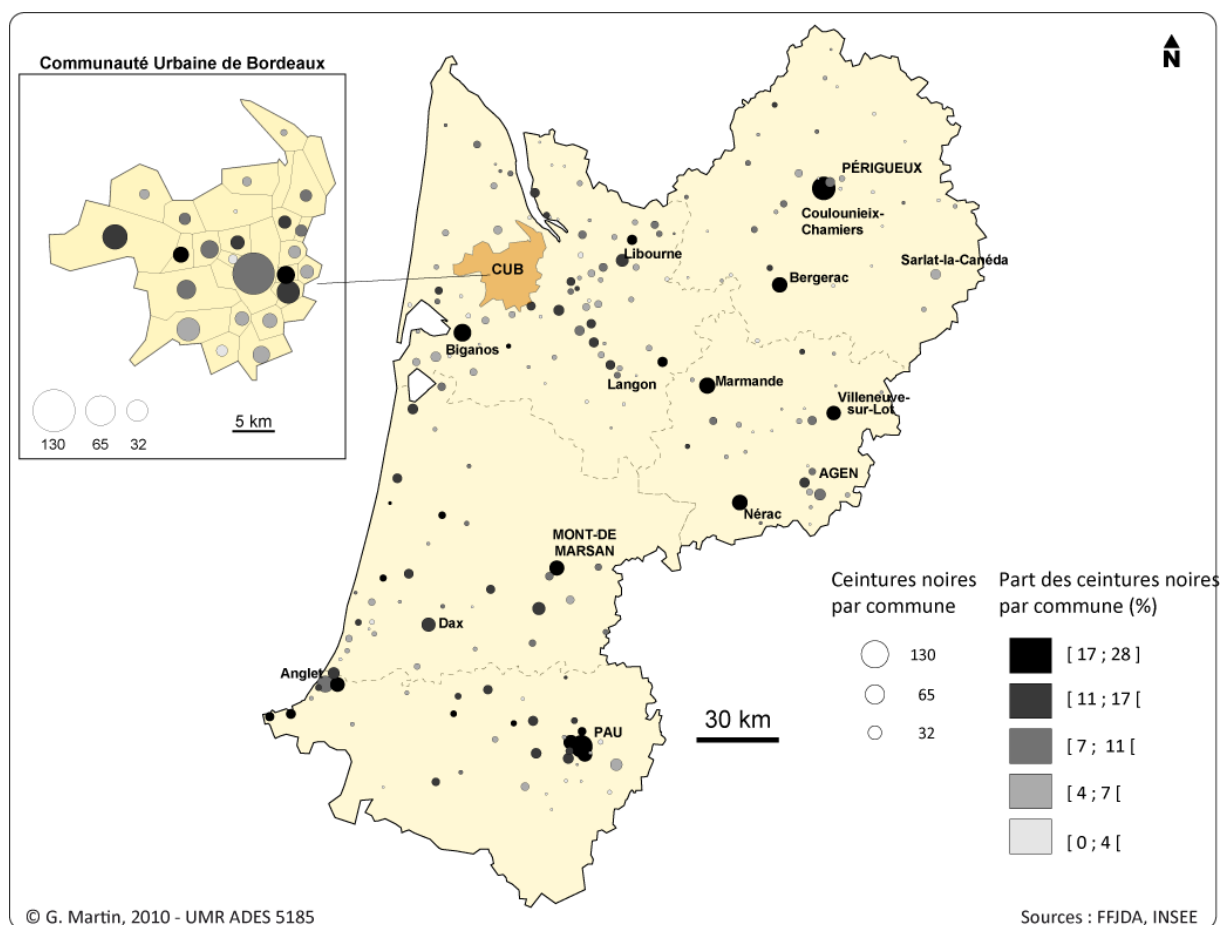 Communauté Urbaine de Bordeaux
130
65
32
5 km
N
PÉRIGUEUX
Coulounieix-
Chamiers
Libourne
Sarlat-la-Canéda
CUB
Bergerac
Biganos
Langon
Marmande
Villeneuve-
sur-Lot
AGEN
Nérac
MONT-DE
MARSAN
Dax
Anglet
PAU
30 km
Ceintures noires
par commune
130
65
32
Part des ceintures noires
par commune (%)
[ 17 ; 28 ]
[ 11 ; 17 [
[ 7 ; 11 [
[ 4 ; 7 [
[ 0 ; 4 [
© G. Martin, 2010 - UMR ADES 5185
Sources : FFJDA, INSEE